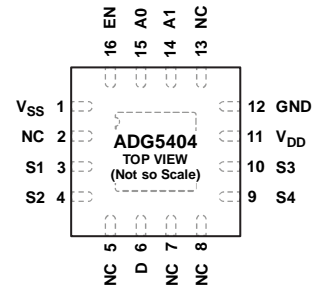 16 EN
15 A0
14 A1
13 NC
VSS 1
NC 2
S1 3
S2 4
ADG5404
TOP VIEW
(Not so Scale)
12 GND
11 VDD
10 S3
9 S4
NC 5
D 6
NC 7
NC 8